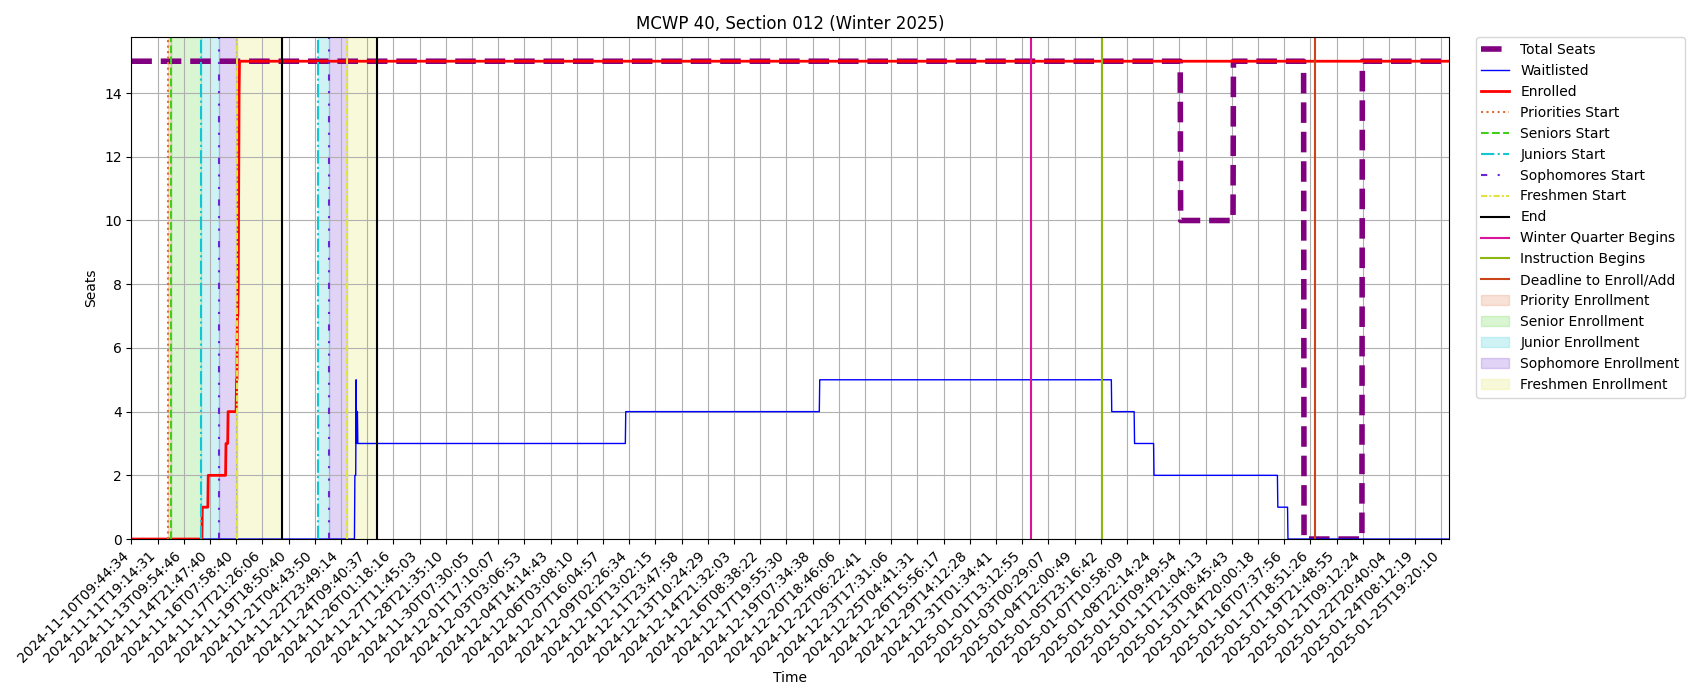 MCWP 40, Section 012 (Winter 2025)
Seats
14
12
10
8
6
4
2
0
2024-11-10T09:44:34
2024-11-11T19:14:31
2024-11-13T09:54:46
2024-11-14T21:47:40
2024-11-16T07:58:40
2024-11-17T21:26:06
2024-11-19T18:50:40
2024-11-21T04:43:50
2024-11-22T23:49:14
2024-11-24T09:40:37
2024-11-26T01:18:16
2024-11-27T11:45:03
2024-11-28T21:35:10
2024-11-30T07:30:05
2024-12-01T17:10:07
2024-12-03T03:06:53
2024-12-04T14:14:43
2024-12-06T03:08:10
2024-12-07T16:04:57
2024-12-09T02:26:34
2024-12-10T13:02:15
2024-12-11T23:47:58
2024-12-13T10:24:29
2024-12-14T21:32:03
2024-12-16T08:38:22
2024-12-17T19:55:30
2024-12-19T07:34:38
2024-12-20T18:46:06
2024-12-22T06:22:41
2024-12-23T17:31:06
2024-12-25T04:41:31
2024-12-26T15:56:17
2024-12-29T14:12:28
2024-12-31T01:34:41
2025-01-01T13:12:55
2025-01-03T00:29:07
2025-01-04T12:00:49
2025-01-05T23:16:42
2025-01-07T10:58:09
2025-01-08T22:14:24
2025-01-10T09:49:54
2025-01-11T21:04:13
2025-01-13T08:45:43
2025-01-14T20:00:18
2025-01-16T07:37:56
2025-01-17T18:51:26
2025-01-19T21:48:55
2025-01-21T09:12:24
2025-01-22T20:40:04
2025-01-24T08:12:19
2025-01-25T19:20:10
Time
Total Seats
Waitlisted
Enrolled
Priorities Start
Seniors Start
Juniors Start
Sophomores Start
Freshmen Start
End
Winter Quarter Begins
Instruction Begins
Deadline to Enroll/Add
Priority Enrollment
Senior Enrollment
Junior Enrollment
Sophomore Enrollment
Freshmen Enrollment